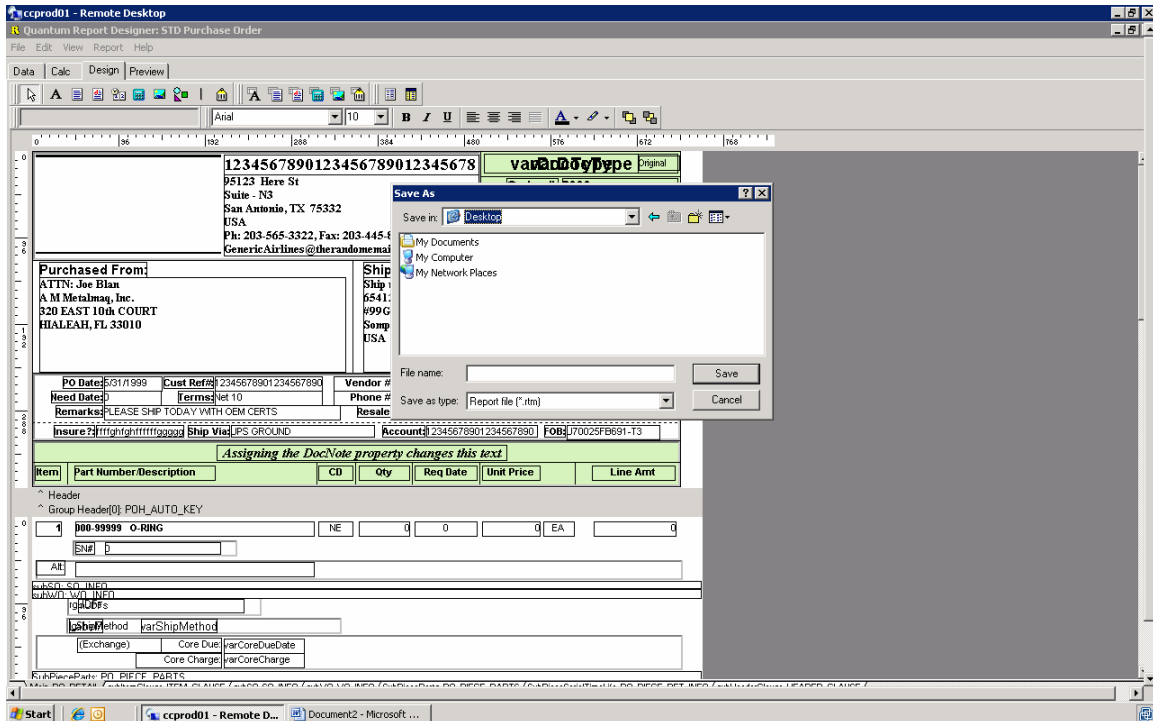 ccprod01 - Remote Desktop
Quantum Report Designer: STD Purchase Order
File Edit View Report Help
Data Calc Design Preview
Arial 10 B I U
0 96 192 288 384 480 576 672 768
1234567890123456789012345678
Original
95123 Here St
Suite - N3
San Antonio, TX 75332
USA
Ph: 203-565-3322, Fax: 203-445-8
GenericAirlines@therandomemai
Save As
Save in: Desktop
My Documents
My Computer
My Network Places
File name: Save
Save as type: Report file (*.rtm) Cancel
Purchased From: Ship
ATTN: Joe Blan
A M Metalmaq, Inc.
320 EAST 10th COURT
HIALEAH, FL 33010
Ship
6541
#99G
Somp
USA
PO Date: 5/31/1999 Cust Ref#: 12345678901234567890 Vendor #
Need Date: 0 Terms: Net 10 Phone #
Remarks: PLEASE SHIP TODAY WITH OEM CERTS Resale
Insure?: Ship Via: UPS GROUND Account: 12345678901234567890 FOB: J70025FB691-T3
Assigning the DocNote property changes this text
Item Part Number/Description CD Qty Req Date Unit Price Line Amt
^ Header
^ Group Header[0]: POH_AUTO_KEY
1 000-99999 O-RING NE 0 0 0 EA 0
SN# 0
Alt:
subSO: SO_INFO
subWO: WO_INFO
varShipMethod
(Exchange) Core Due: varCoreDueDate
Core Charge: varCoreCharge
SubPieceParts: PO_PIECE_PARTS
Start ccprod01 - Remote D... Document2 - Microsoft ...